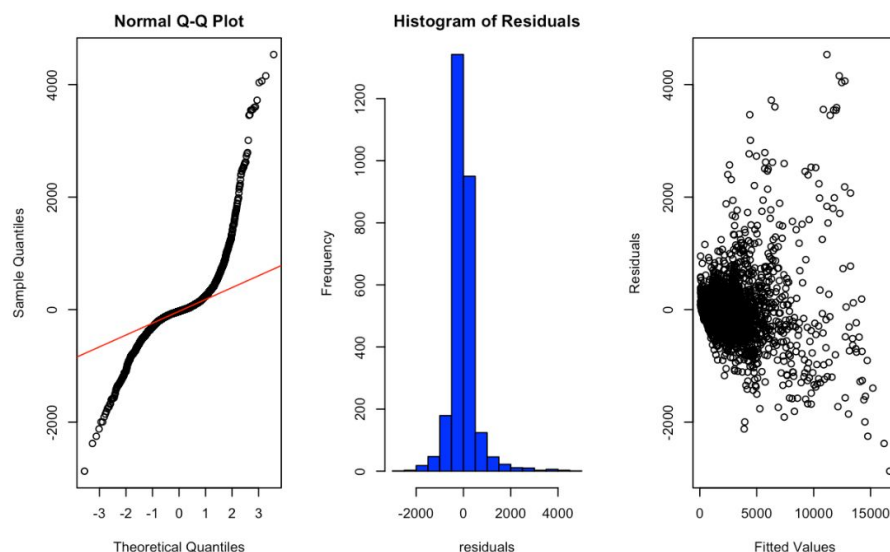 Normal Q-Q Plot
Sample Quantiles
4000
2000
0
-2000
-3 -2 -1 0 1 2 3
Theoretical Quantiles
Histogram of Residuals
Frequency
1200
1000
800
600
400
200
0
-2000 0 2000 4000
residuals
Residuals
4000
2000
0
-2000
0 5000 10000 15000
Fitted Values